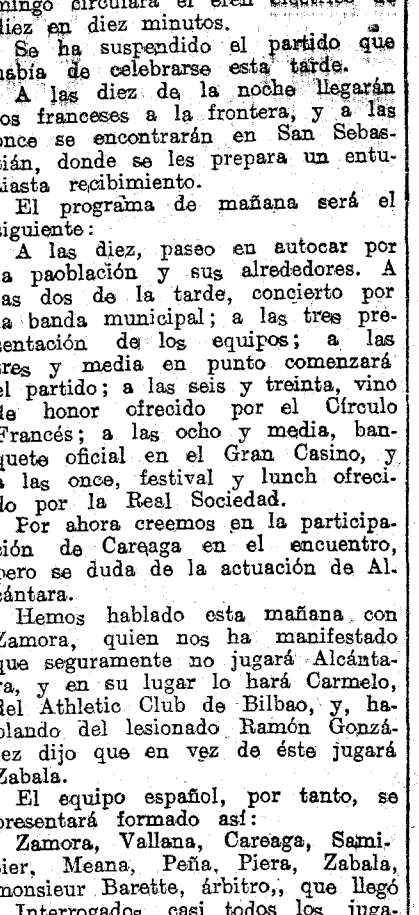 mingo circulará el
diez en diez minutos.
Se ha suspendido el partido que
había de celebrarse esta tarde.
A las diez de la noche llegarán
los franceses a la frontera, y a las
once se encontrarán en San Sebas-
tián, donde se les prepara un entu-
siasta recibimiento.
El programa de mañana será el
siguiente:
A las diez, paseo en autocar por
la paoblación y sus alrededores. A
las dos de la tarde, concierto por
la banda municipal; a las tres pre-
sentación de los equipos; a las
tres y media en punto comenzará
el partido; a las seis y treinta, vino
de honor ofrecido por el Círculo
Francés; a las ocho y media, ban-
quete oficial en el Gran Casino, y
a las once, festival y lunch ofreci-
do por la Real Sociedad.
Por ahora creemos en la participa-
ción de Careaga en el encuentro,
pero se duda de la actuación de Al-
cántara.
Hemos hablado esta mañana con
Zamora, quien nos ha manifestado
que seguramente no jugará Alcánta-
ra, y en su lugar lo hará Carmelo,
del Athletic Club de Bilbao, y, ha-
blando del lesionado Ramón Gonzá-
lez dijo que en vez de éste jugará
Zabala.
El equipo español, por tanto, se
presentará formado así:
Zamora, Vallana, Careaga, Sami-
tier, Meana, Peña, Piera, Zabala,
monsieur Barette, árbitro,, que llegó
Interrogados casi todos los juga-